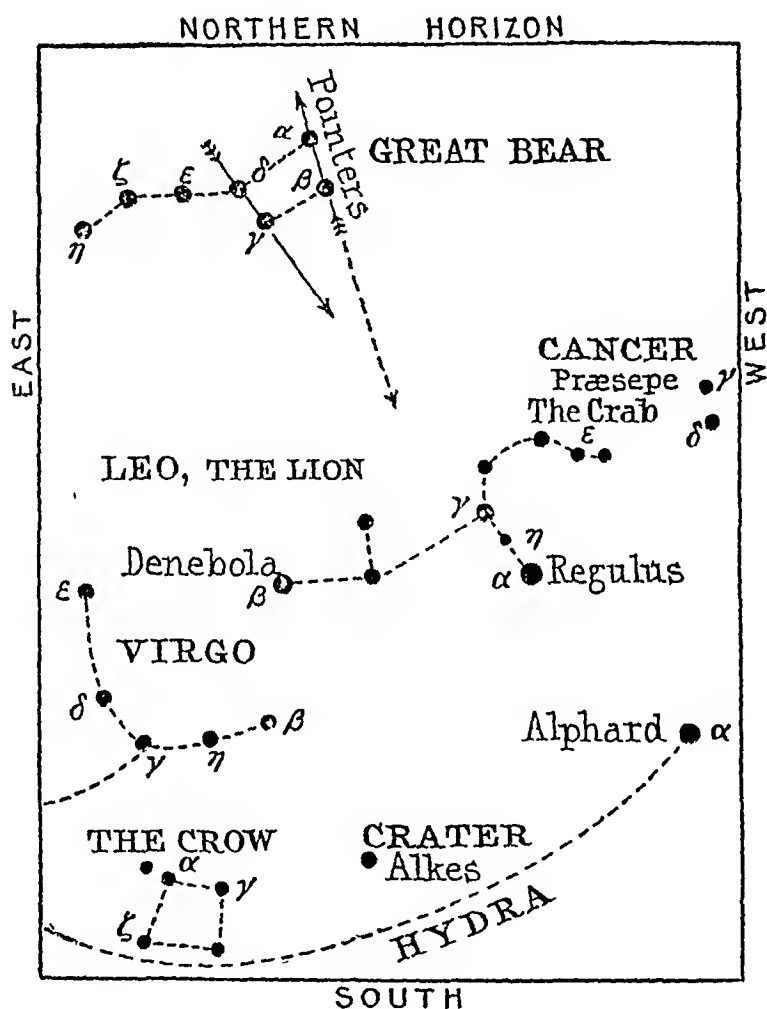 NORTHERN HORIZON
Pointers
α
GREAT BEAR
ζ
ε
δ
β
η
γ
EAST
WEST
CANCER
Præsepe γ
The Crab
δ
ε
LEO, THE LION
γ
η
Denebola
β
α Regulus
ε
VIRGO
δ
β
γ
η
Alphard α
THE CROW
α
γ
ζ
CRATER
Alkes
HYDRA
SOUTH